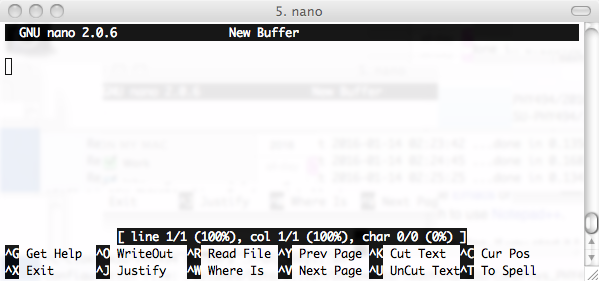 5. nano
GNU nano 2.0.6 New Buffer
[ line 1/1 (100%), col 1/1 (100%), char 0/0 (0%) ]
^G Get Help ^O WriteOut ^R Read File ^Y Prev Page ^K Cut Text ^C Cur Pos
^X Exit ^J Justify ^W Where Is ^V Next Page ^U UnCut Text ^T To Spell